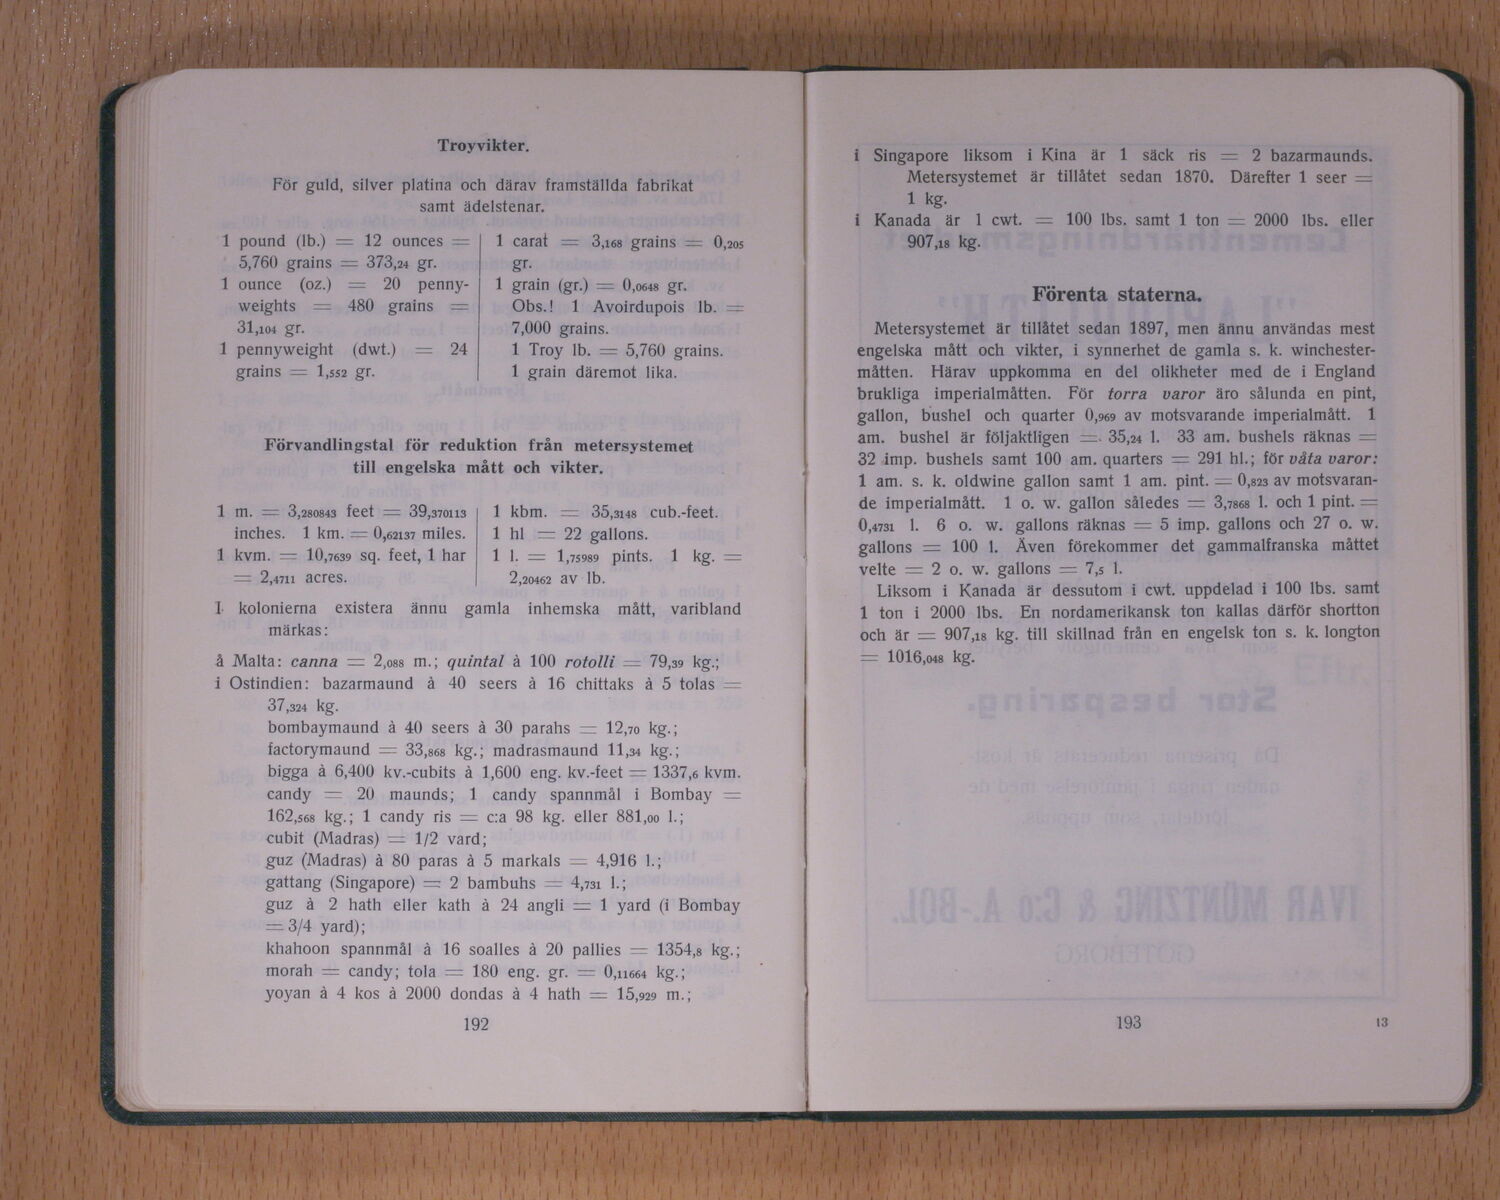 Troyvikter.
För guld, silver platina och därav framställda fabrikat
samt ädelstenar.
1 pound (lb.) = 12 ounces =
5,760 grains = 373,24 gr.
1 ounce (oz.) = 20 penny-
weights = 480 grains =
31,104 gr.
1 pennyweight (dwt.) = 24
grains = 1,552 gr.
1 carat = 3,168 grains = 0,205
gr.
1 grain (gr.) = 0,0648 gr.
Obs.! 1 Avoirdupois lb. =
7,000 grains.
1 Troy lb. = 5,760 grains.
1 grain däremot lika.
Förvandlingstal för reduktion från metersystemet
till engelska mått och vikter.
1 m. = 3,280843 feet = 39,370113
inches. 1 km. = 0,62137 miles.
1 kvm. = 10,7639 sq. feet, 1 har
= 2,4711 acres.
1 kbm. = 35,3148 cub.-feet.
1 hl = 22 gallons.
1 l. = 1,75989 pints. 1 kg. =
2,20462 av lb.
I kolonierna existera ännu gamla inhemska mått, varibland
märkas:
å Malta: canna = 2,088 m.; quintal à 100 rotolli = 79,39 kg.;
i Ostindien: bazarmaund à 40 seers à 16 chittaks à 5 tolas =
37,324 kg.
bombaymaund à 40 seers à 30 parahs = 12,70 kg.;
factorymaund = 33,868 kg.; madrasmaund 11,34 kg.;
bigga à 6,400 kv.-cubits à 1,600 eng. kv.-feet = 1337,6 kvm.
candy = 20 maunds; 1 candy spannmål i Bombay =
162,568 kg.; 1 candy ris = c:a 98 kg. eller 881,00 l.;
cubit (Madras) = 1/2 vard;
guz (Madras) à 80 paras à 5 markals = 4,916 l.;
gattang (Singapore) = 2 bambuhs = 4,731 l.;
guz à 2 hath eller kath à 24 angli = 1 yard (i Bombay
= 3/4 yard);
khahoon spannmål à 16 soalles à 20 pallies = 1354,8 kg.;
morah = candy; tola = 180 eng. gr. = 0,11664 kg.;
yoyan à 4 kos à 2000 dondas à 4 hath = 15,929 m.;
192
i Singapore liksom i Kina är 1 säck ris = 2 bazarmaunds.
Metersystemet är tillåtet sedan 1870. Därefter 1 seer =
1 kg.
i Kanada är 1 cwt. = 100 lbs. samt 1 ton = 2000 lbs. eller
907,18 kg.
Förenta staterna.
Metersystemet är tillåtet sedan 1897, men ännu användas mest
engelska mått och vikter, i synnerhet de gamla s. k. winchester-
måtten. Härav uppkomma en del olikheter med de i England
brukliga imperialmåtten. För torra varor äro sålunda en pint,
gallon, bushel och quarter 0,969 av motsvarande imperialmått. 1
am. bushel är följaktligen =. 35,24 l. 33 am. bushels räknas =
32 imp. bushels samt 100 am. quarters = 291 hl.; för våta varor:
1 am. s. k. oldwine gallon samt 1 am. pint. = 0,823 av motsvaran-
de imperialmått. 1 o. w. gallon således = 3,7868 l. och 1 pint. =
0,4731 l. 6 o. w. gallons räknas = 5 imp. gallons och 27 o. w.
gallons = 100 l. Även förekommer det gammalfranska måttet
velte = 2 o. w. gallons = 7,5 l.
Liksom i Kanada är dessutom i cwt. uppdelad i 100 lbs. samt
1 ton i 2000 lbs. En nordamerikansk ton kallas därför shortton
och är = 907,18 kg. till skillnad från en engelsk ton s. k. longton
= 1016,048 kg.
193
13